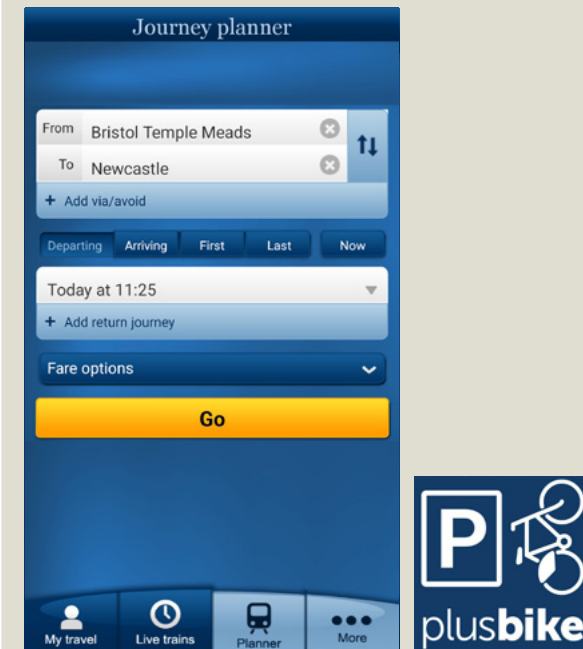 Journey planner
From Bristol Temple Meads
To Newcastle
+ Add via/avoid
Departing Arriving First Last Now
Today at 11:25
+ Add return journey
Fare options
Go
My travel Live trains Planner More
P
plusbike